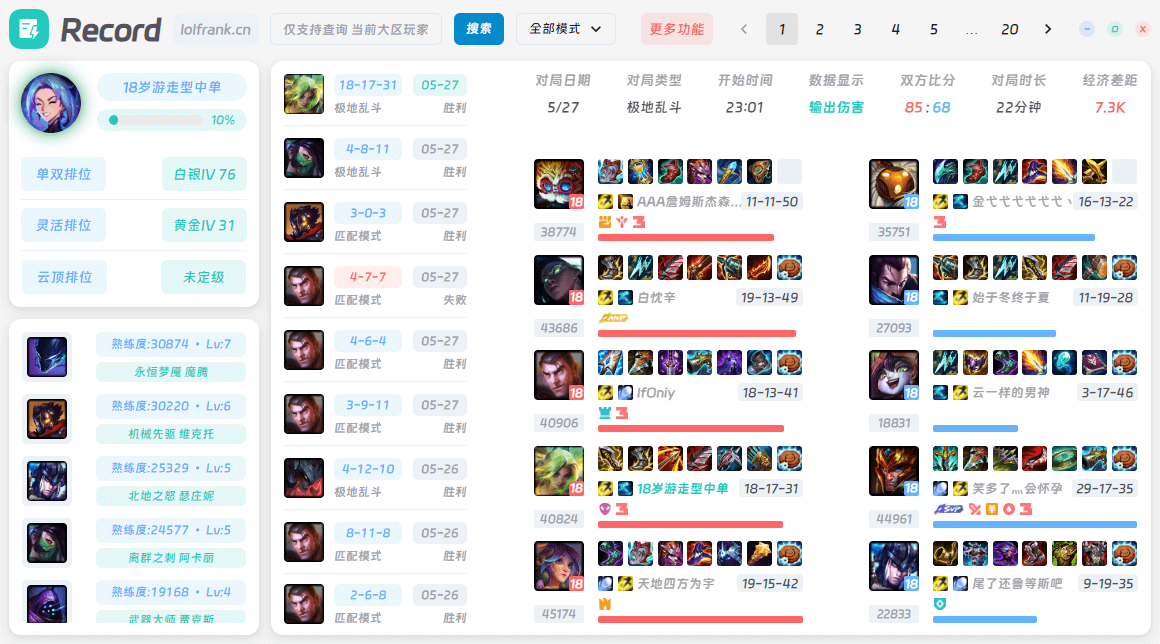 Record
lolfrank.cn
仅支持查询 当前大区玩家
搜索
全部模式
更多功能
1 2 3 4 5 ... 20
18岁游走型中单
10%
单双排位 白银IV 76
灵活排位 黄金IV 31
云顶排位 未定级
熟练度:30874 • Lv:7
永恒梦魇 魔腾
熟练度:30220 • Lv:6
机械先驱 维克托
熟练度:25329 • Lv:5
北地之怒 瑟庄妮
熟练度:24577 • Lv:5
离群之刺 阿卡丽
熟练度:19168 • Lv:4
武器大师 贾克斯
18-17-31 05-27
极地乱斗 胜利
4-8-11 05-27
极地乱斗 胜利
3-0-3 05-27
匹配模式 胜利
4-7-7 05-27
匹配模式 失败
4-6-4 05-27
匹配模式 胜利
3-9-11 05-27
匹配模式 胜利
4-12-10 05-26
极地乱斗 胜利
8-11-8 05-26
匹配模式 胜利
2-6-8 05-26
匹配模式 胜利
对局日期 对局类型 开始时间 数据显示 双方比分 对局时长 经济差距
5/27 极地乱斗 23:01 输出伤害 85:68 22分钟 7.3K
18
AAA詹姆斯杰森... 11-11-50
38774
18
白忱辛 19-13-49
MVP
43686
18
IfOniy 18-13-41
40906
18
18岁游走型中单 18-17-31
40824
18
天地四方为宇 19-15-42
45174
18
金弋弋弋弋弋丶 16-13-22
35751
18
始于冬终于夏 11-19-28
27093
18
云一样的男神 3-17-46
18831
18
笑多了灬会怀孕 29-17-35
SVP
44961
18
尾了还鲁等斯吧 9-19-35
22833